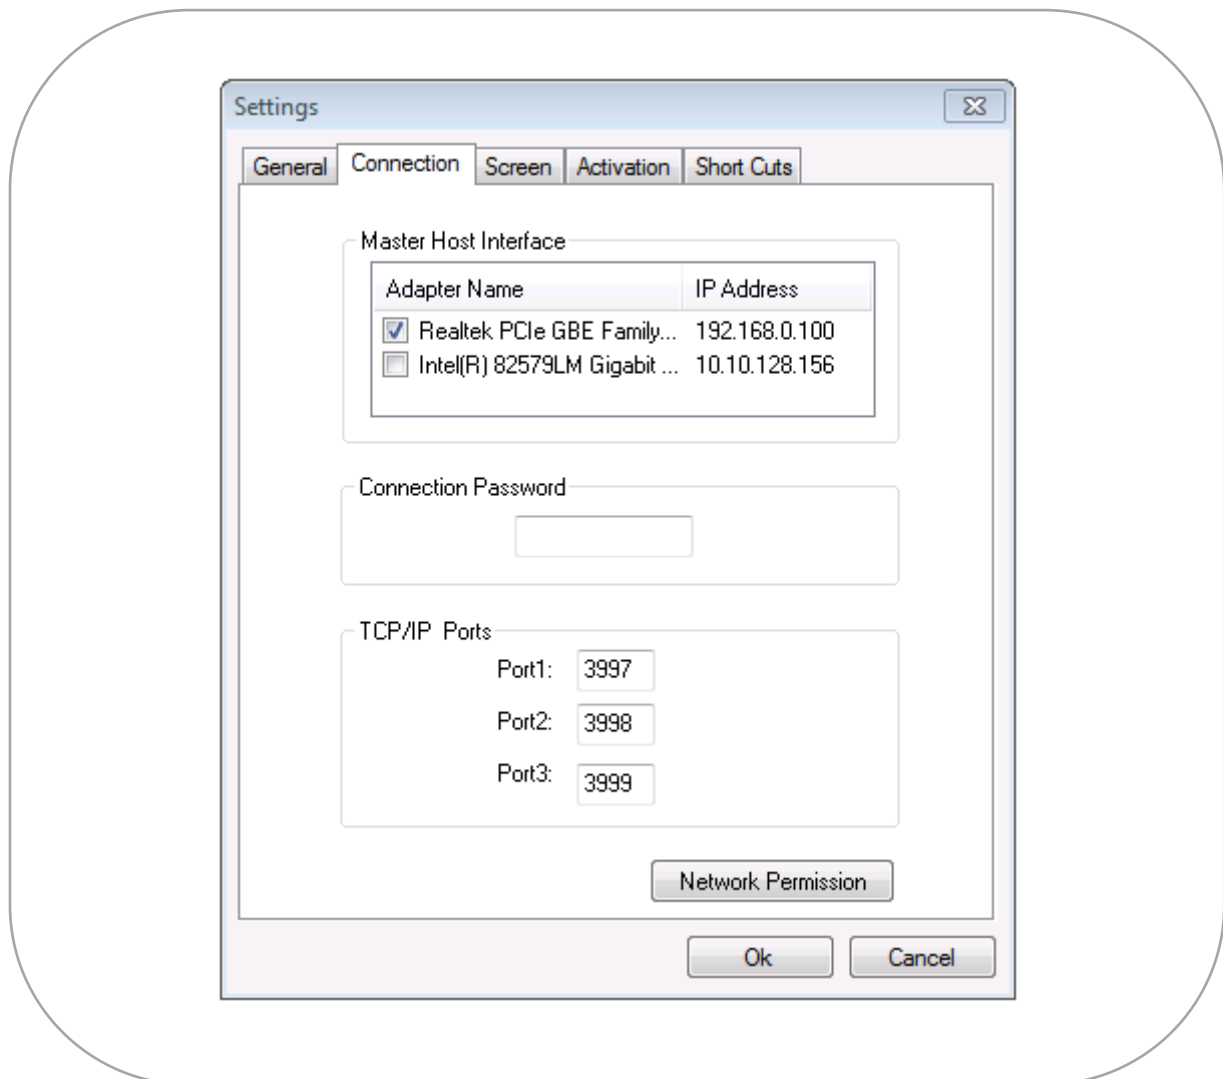 Settings
General Connection Screen Activation Short Cuts
Master Host Interface
Adapter Name IP Address
Realtek PCIe GBE Family... 192.168.0.100
Intel(R) 82579LM Gigabit ... 10.10.128.156
Connection Password
TCP/IP Ports
Port1: 3997
Port2: 3998
Port3: 3999
Network Permission
Ok Cancel